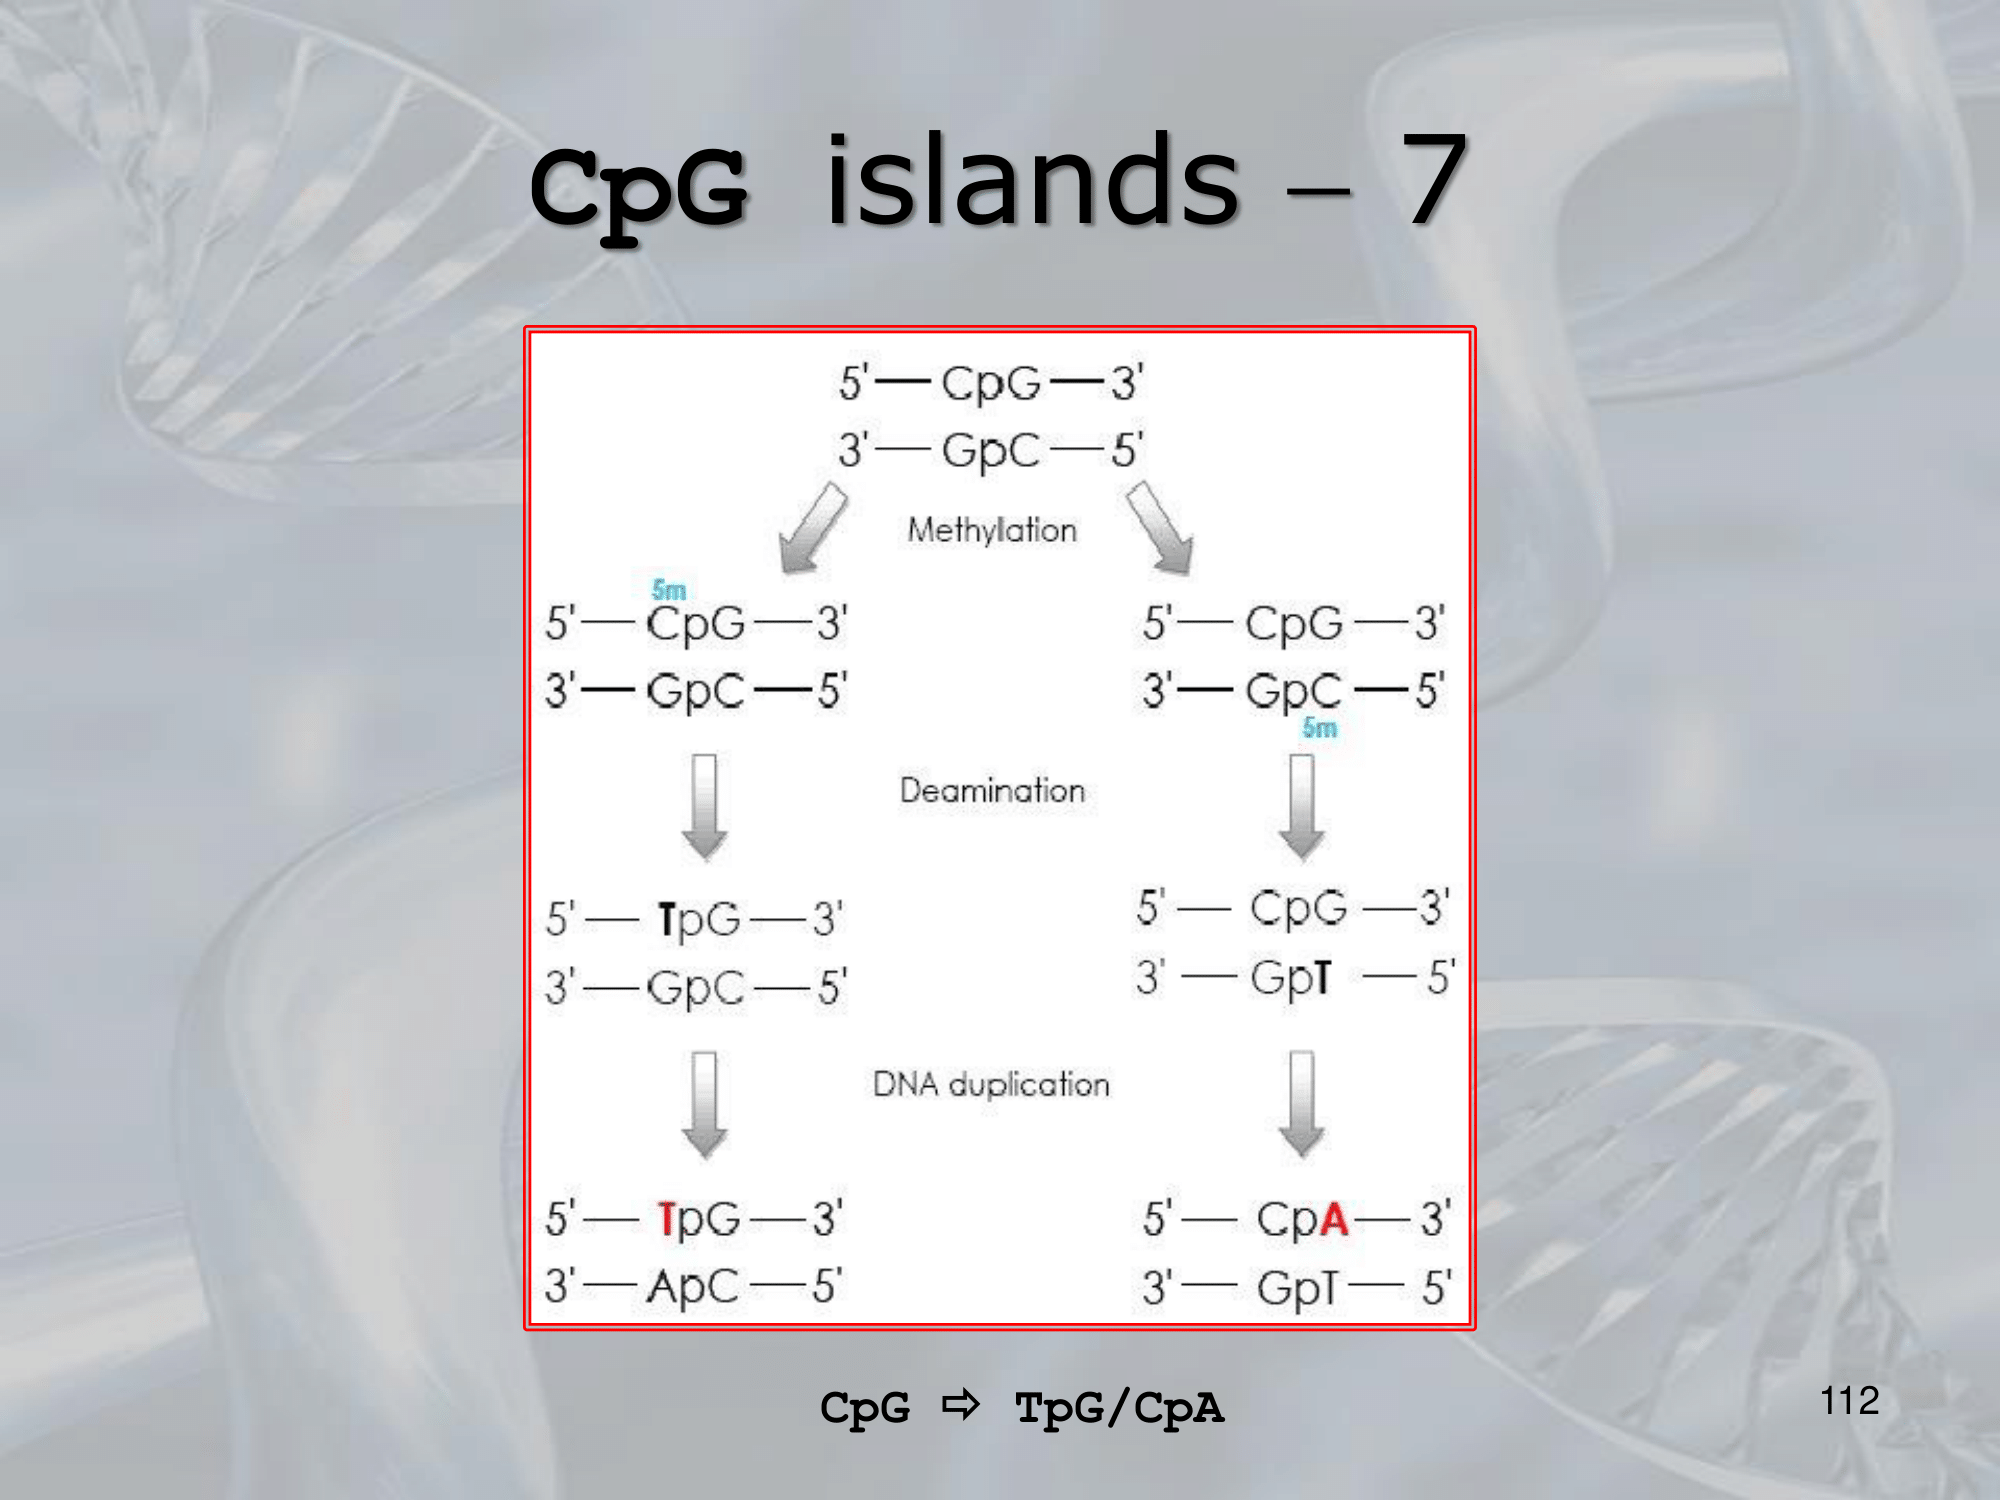 CpG islands – 7
5'— CpG —3'
3'— GpC —5'
Methylation
5m
5'— CpG —3'
3'— GpC —5'
5'— CpG —3'
3'— GpC —5'
5m
Deamination
5'— TpG —3'
3'— GpC —5'
5'— CpG —3'
3'— GpT —5'
DNA duplication
5'— TpG —3'
3'— ApC —5'
5'— CpA —3'
3'— GpT —5'
CpG ⇨ TpG/CpA
112